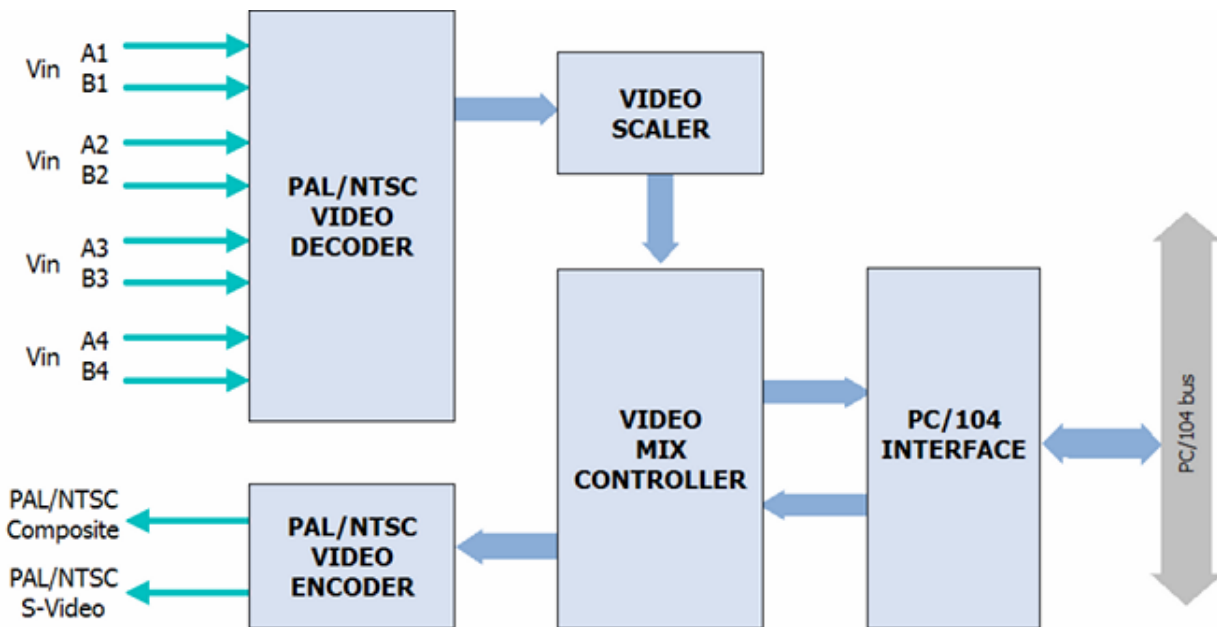 Vin A1
B1
Vin A2
B2
Vin A3
B3
Vin A4
B4
PAL/NTSC
VIDEO
DECODER
VIDEO
SCALER
VIDEO
MIX
CONTROLLER
PC/104
INTERFACE
PC/104 bus
PAL/NTSC
VIDEO
ENCODER
PAL/NTSC
Composite
PAL/NTSC
S-Video